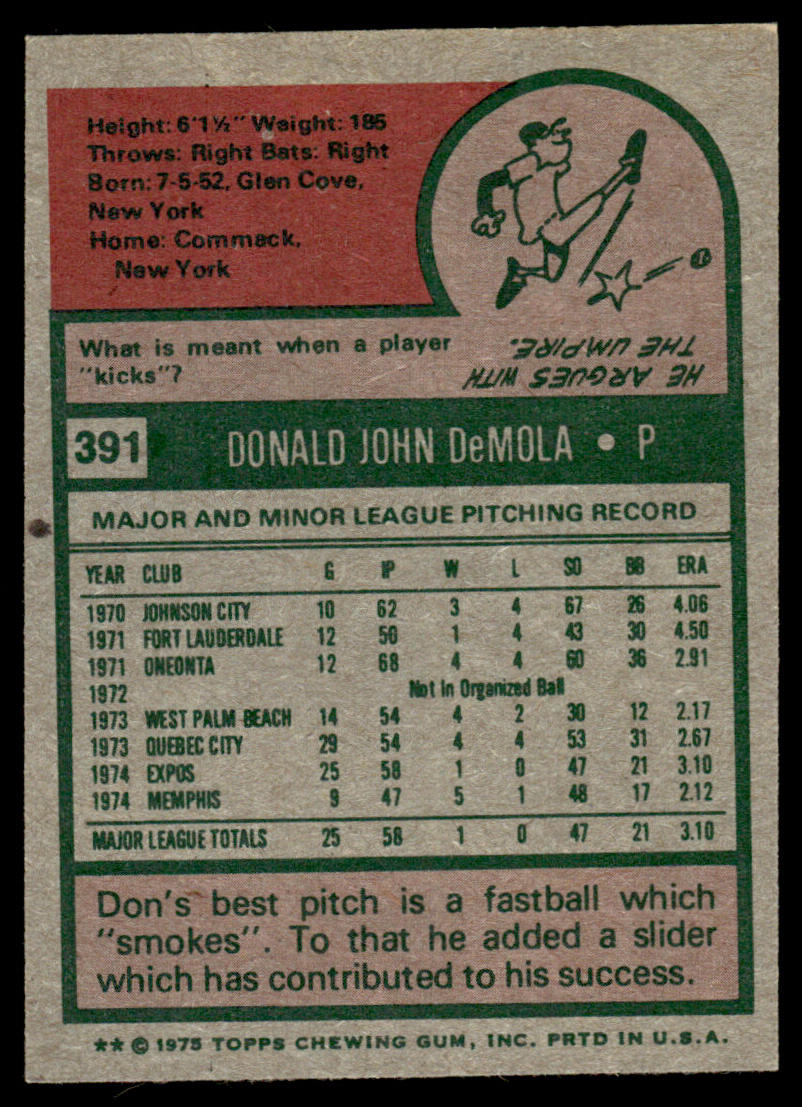 Height: 6'1½" Weight: 185
Throws: Right Bats: Right
Born: 7-5-52, Glen Cove,
New York
Home: Commack,
New York
What is meant when a player
"kicks"?
HE ARGUES WITH
THE UMPIRE.
391 DONALD JOHN DeMOLA • P
MAJOR AND MINOR LEAGUE PITCHING RECORD
YEAR CLUB G IP W L SO BB ERA
1970 JOHNSON CITY 10 62 3 4 67 26 4.06
1971 FORT LAUDERDALE 12 50 1 4 43 30 4.50
1971 ONEONTA 12 68 4 4 60 36 2.91
1972 Not In Organized Ball
1973 WEST PALM BEACH 14 54 4 2 30 12 2.17
1973 QUEBEC CITY 29 54 4 4 53 31 2.67
1974 EXPOS 25 58 1 0 47 21 3.10
1974 MEMPHIS 9 47 5 1 48 17 2.12
MAJOR LEAGUE TOTALS 25 58 1 0 47 21 3.10
Don's best pitch is a fastball which
"smokes". To that he added a slider
which has contributed to his success.
** © 1975 TOPPS CHEWING GUM, INC. PRTD IN U.S.A.